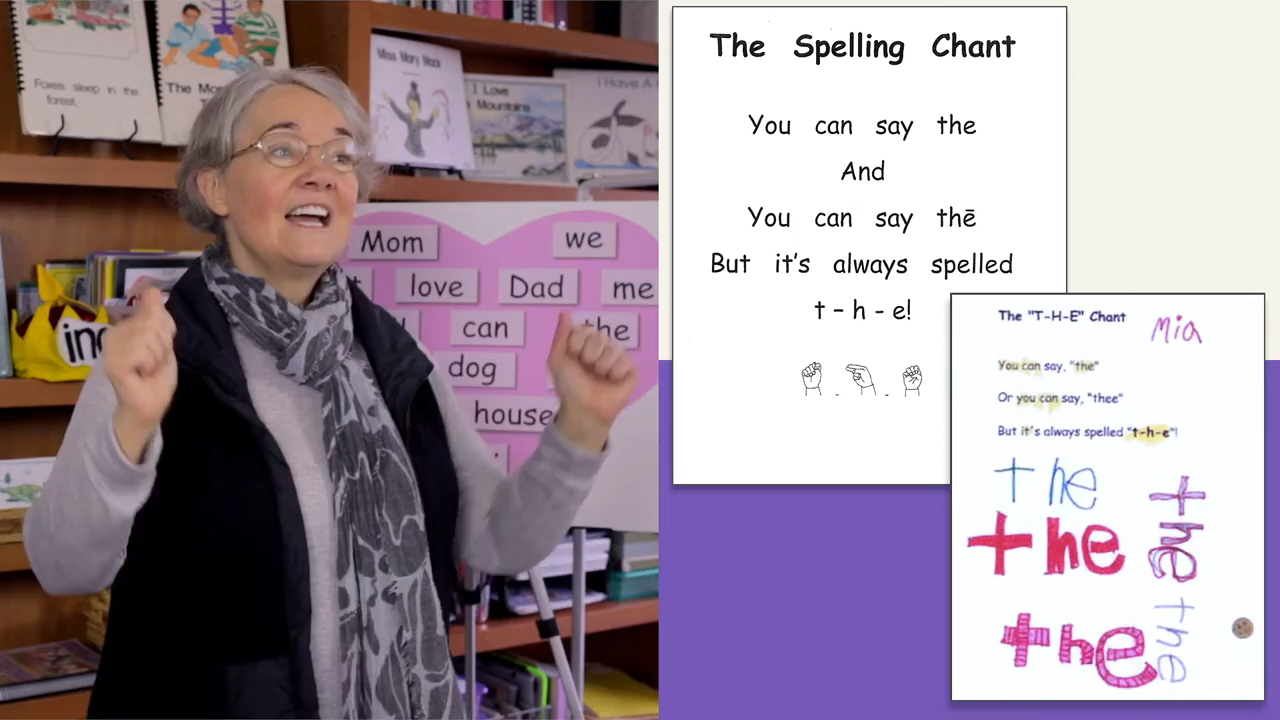 Foxes sleep in the
forest.
The Mo
Miss Mary Mack
I Love
Mountains
I Have A
Mom
we
love
Dad
me
can
the
dog
house
The Spelling Chant
You can say the
And
You can say thē
But it's always spelled
t – h - e!
The "T-H-E" Chant
Mia
You can say, "the"
Or you can say, "thee"
But it's always spelled "t-h-e"!
the
the
the
the
the